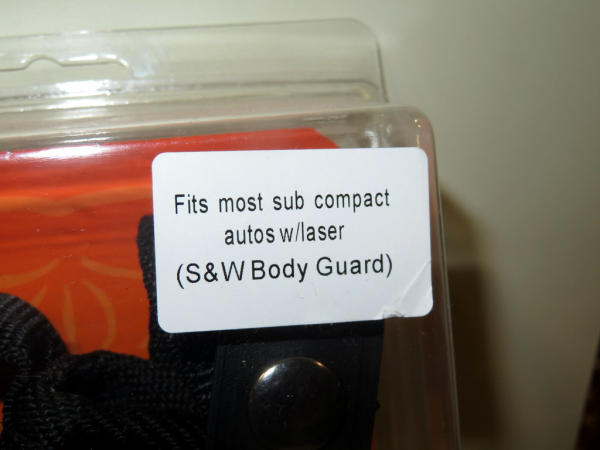 Fits most sub compact
autos w/laser
(S&W Body Guard)